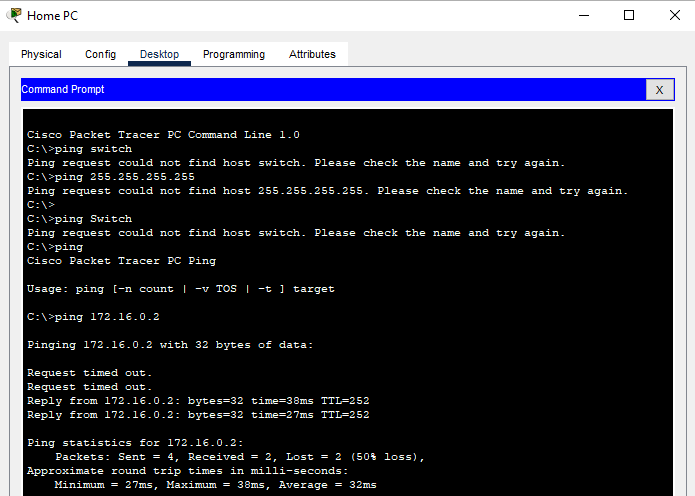 Home PC
Physical Config Desktop Programming Attributes
Command Prompt X
Cisco Packet Tracer PC Command Line 1.0
C:\>ping switch
Ping request could not find host switch. Please check the name and try again.
C:\>ping 255.255.255.255
Ping request could not find host 255.255.255.255. Please check the name and try again.
C:\>
C:\>ping Switch
Ping request could not find host switch. Please check the name and try again.
C:\>ping
Cisco Packet Tracer PC Ping
Usage: ping [-n count | -v TOS | -t ] target
C:\>ping 172.16.0.2
Pinging 172.16.0.2 with 32 bytes of data:
Request timed out.
Request timed out.
Reply from 172.16.0.2: bytes=32 time=38ms TTL=252
Reply from 172.16.0.2: bytes=32 time=27ms TTL=252
Ping statistics for 172.16.0.2:
Packets: Sent = 4, Received = 2, Lost = 2 (50% loss),
Approximate round trip times in milli-seconds:
Minimum = 27ms, Maximum = 38ms, Average = 32ms